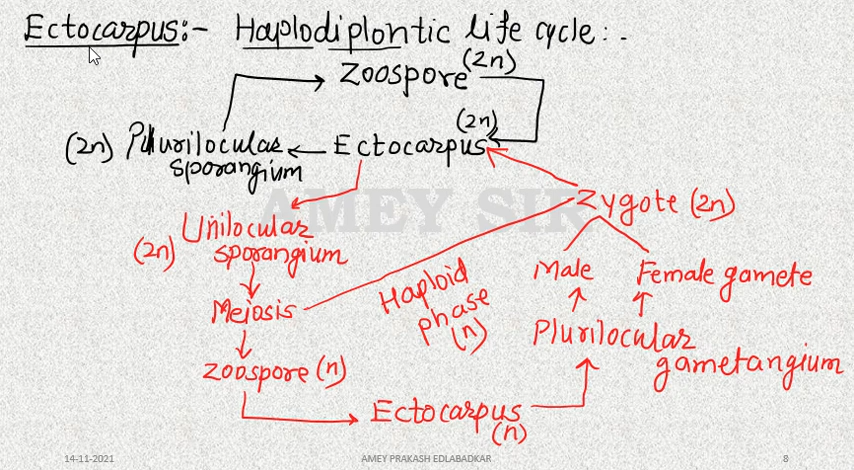 Ectocarpus:- Haplodiplontic life cycle:-
Zoospore (2n)
(2n) Plurilocular sporangium
Ectocarpus (2n)
AMEY SIR
Zygote (2n)
(2n) Unilocular sporangium
Male
Female gamete
Meiosis
Haploid phase (n)
Plurilocular gametangium
Zoospore (n)
Ectocarpus (n)
14-11-2021
AMEY PRAKASH EDLABADKAR
8